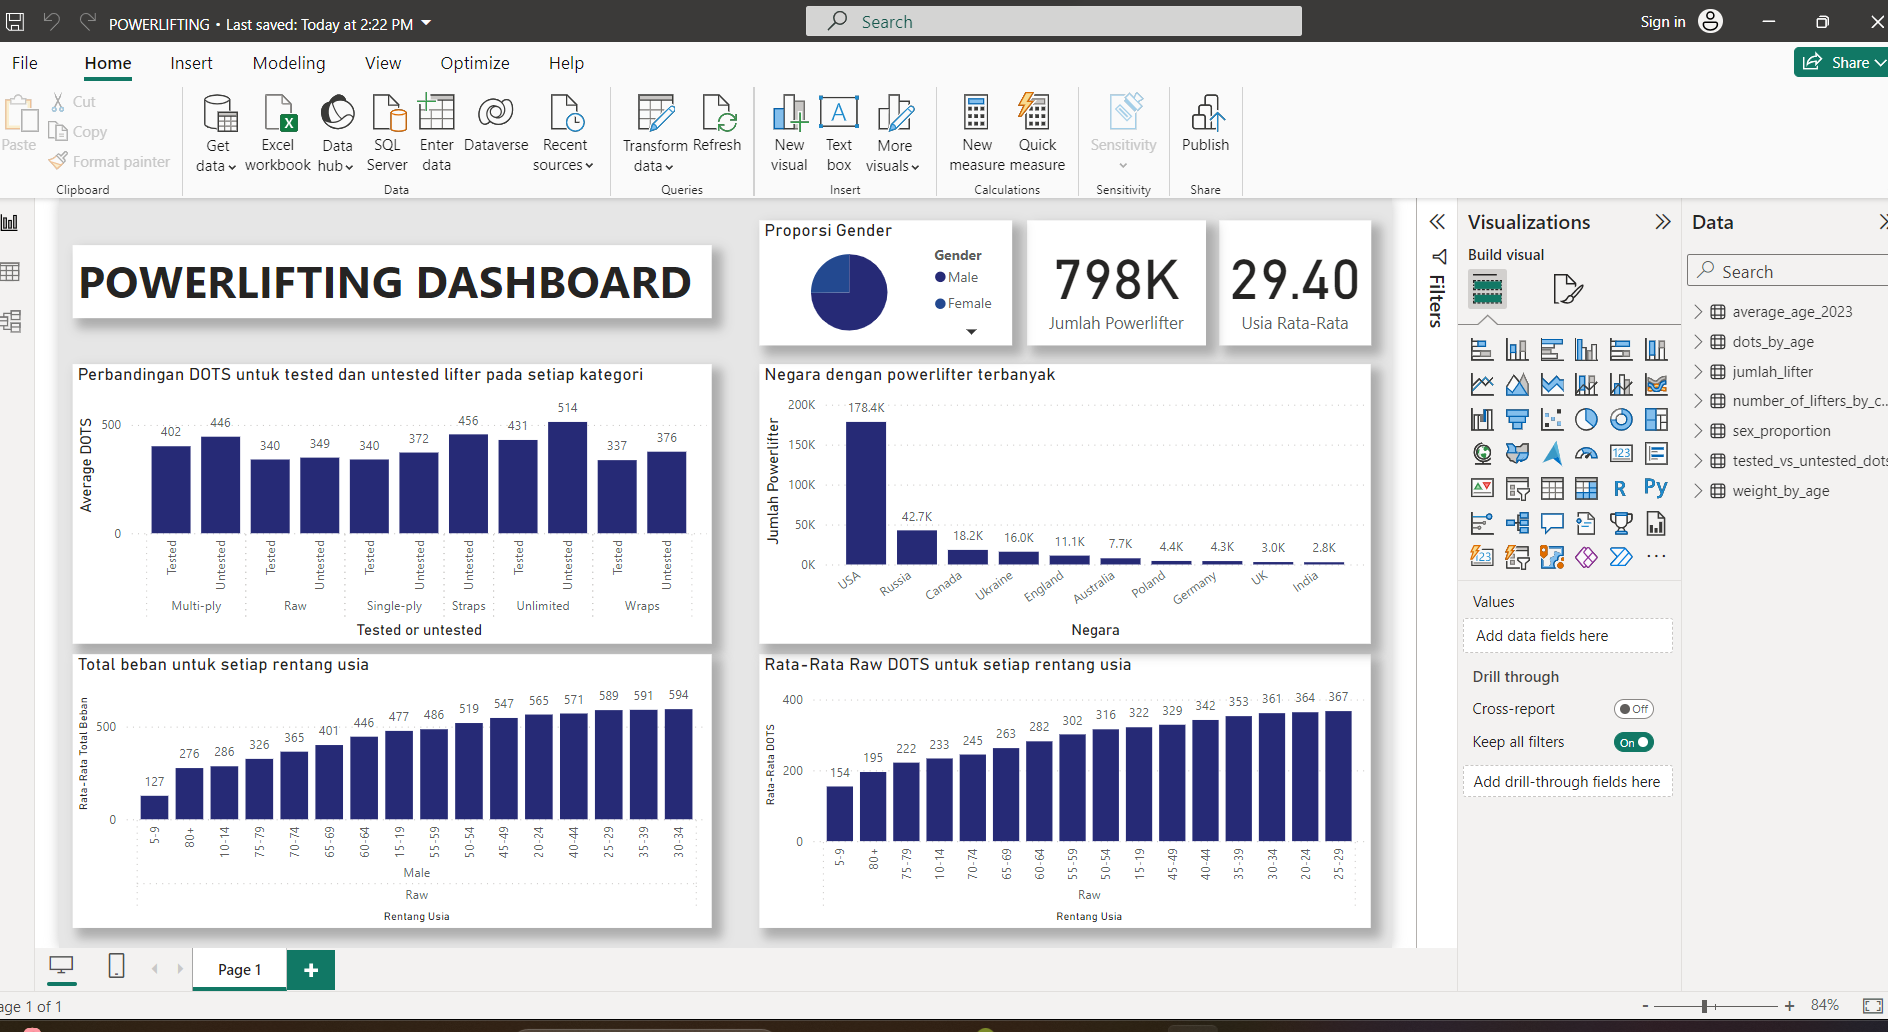 POWERLIFTING • Last saved: Today at 2:22 PM
Search
Sign in
File Home Insert Modeling View Optimize Help
Share
Paste
Cut
Copy
Format painter
Clipboard
Get data
Excel workbook
Data hub
SQL Server
Enter data
Dataverse
Recent sources
Data
Transform data
Refresh
Queries
New visual
Text box
More visuals
Insert
New measure
Quick measure
Calculations
Sensitivity
Sensitivity
Publish
Share
POWERLIFTING DASHBOARD
Proporsi Gender
Gender
Male
Female
798K
Jumlah Powerlifter
29.40
Usia Rata-Rata
Perbandingan DOTS untuk tested dan untested lifter pada setiap kategori
Average DOTS
500
0
402 446 340 349 340 372 456 431 514 337 376
Tested Untested Tested Untested Tested Untested Untested Tested Untested Tested Untested
Multi-ply Raw Single-ply Straps Unlimited Wraps
Tested or untested
Negara dengan powerlifter terbanyak
Jumlah Powerlifter
200K
150K
100K
50K
0K
178.4K 42.7K 18.2K 16.0K 11.1K 7.7K 4.4K 4.3K 3.0K 2.8K
USA Russia Canada Ukraine England Australia Poland Germany UK India
Negara
Total beban untuk setiap rentang usia
Rata-Rata Total Beban
500
0
127 276 286 326 365 401 446 477 486 519 547 565 571 589 591 594
5-9 80+ 10-14 75-79 70-74 65-69 60-64 15-19 55-59 50-54 45-49 20-24 40-44 25-29 35-39 30-34
Male
Raw
Rentang Usia
Rata-Rata Raw DOTS untuk setiap rentang usia
Rata-Rata DOTS
400
200
0
154 195 222 233 245 263 282 302 316 322 329 342 353 361 364 367
5-9 80+ 75-79 10-14 70-74 65-69 60-64 55-59 50-54 15-19 45-49 40-44 35-39 30-34 20-24 25-29
Raw
Rentang Usia
Filters
Visualizations
Build visual
123
R
Py
123
Values
Add data fields here
Drill through
Cross-report
Off
Keep all filters
On
Add drill-through fields here
Data
Search
average_age_2023
dots_by_age
jumlah_lifter
number_of_lifters_by_c...
sex_proportion
tested_vs_untested_dots
weight_by_age
Page 1
age 1 of 1
- + 84%